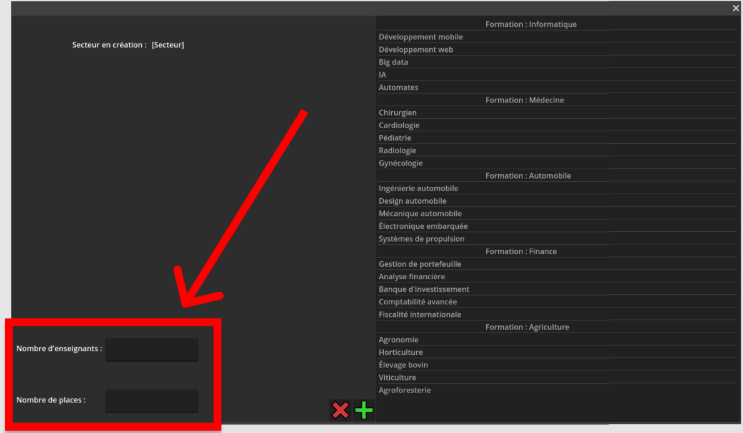 Secteur en création : [Secteur]
Nombre d'enseignants :
Nombre de places :
Formation : Informatique
Développement mobile
Développement web
Big data
IA
Automates
Formation : Médecine
Chirurgien
Cardiologie
Pédiatrie
Radiologie
Gynécologie
Formation : Automobile
Ingénierie automobile
Design automobile
Mécanique automobile
Électronique embarquée
Systèmes de propulsion
Formation : Finance
Gestion de portefeuille
Analyse financière
Banque d'investissement
Comptabilité avancée
Fiscalité internationale
Formation : Agriculture
Agronomie
Horticulture
Élevage bovin
Viticulture
Agroforesterie